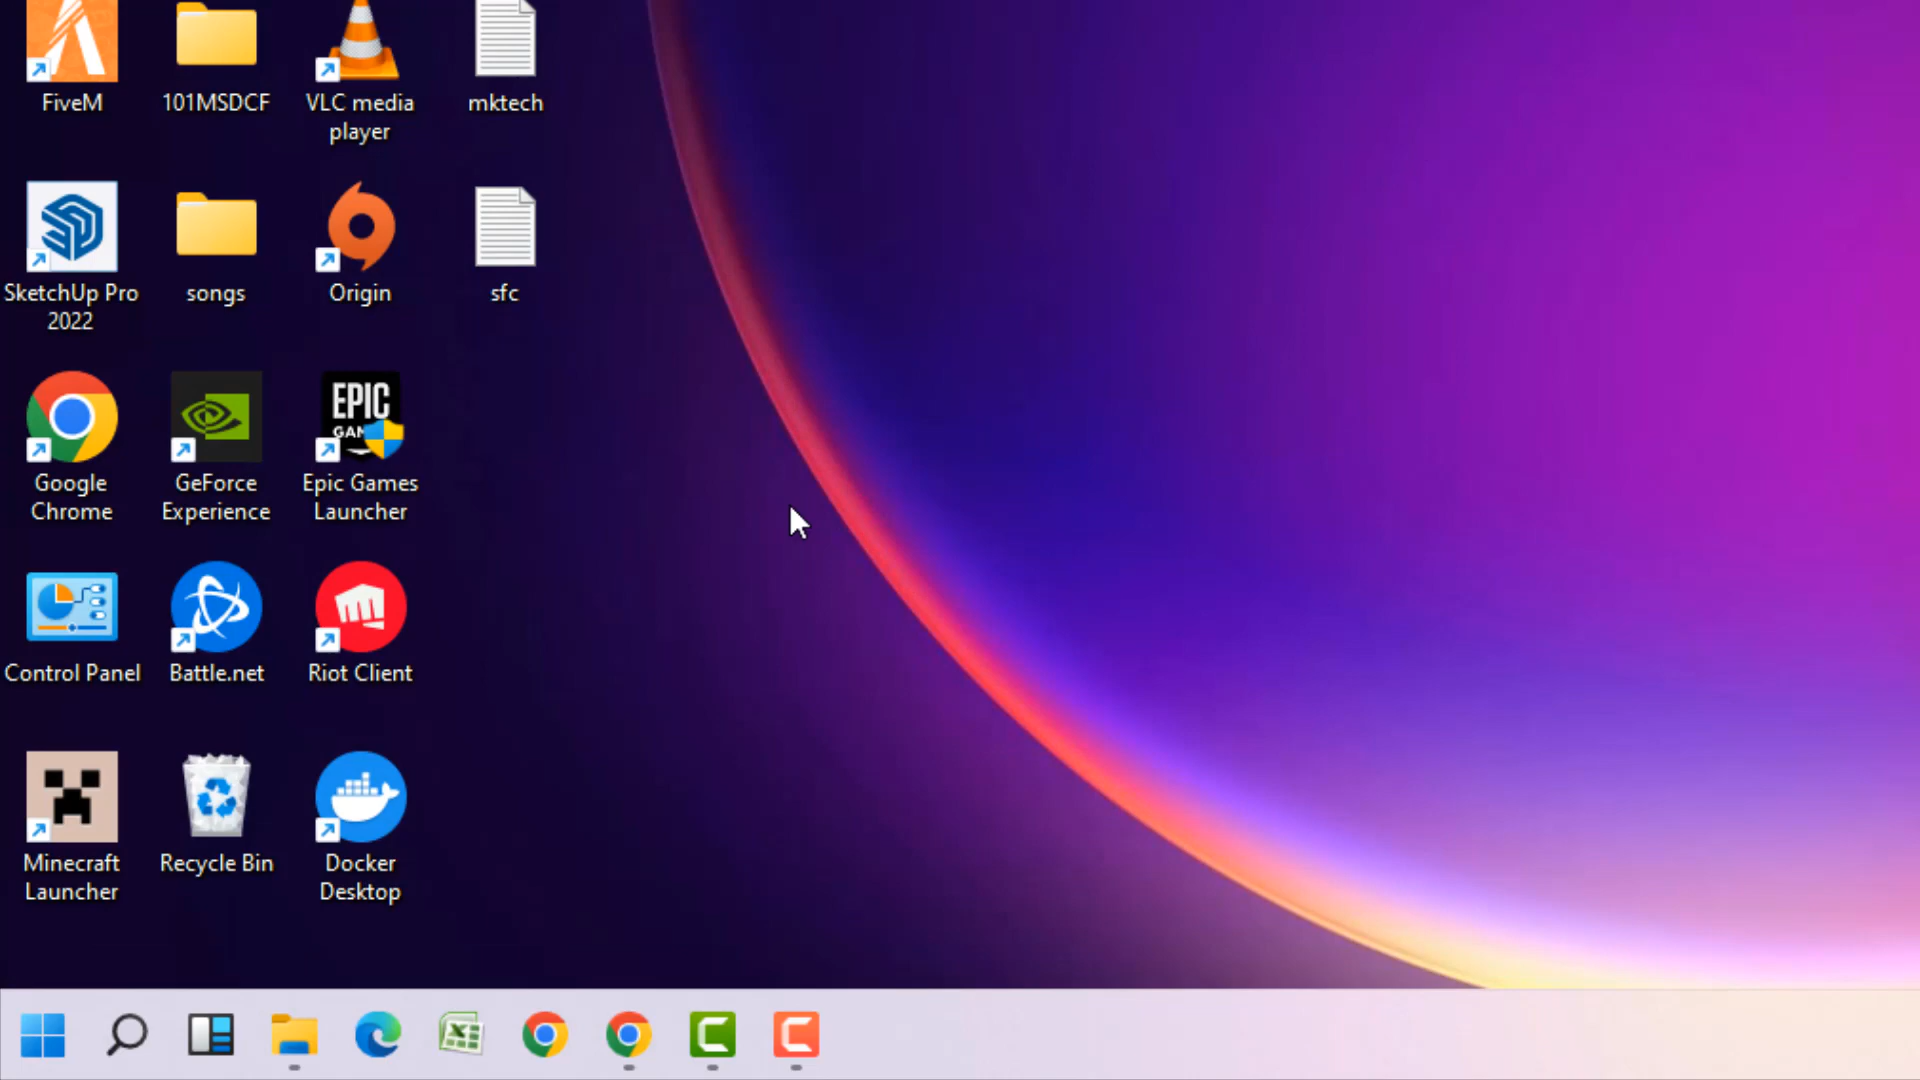 FiveM
101MSDCF
VLC media
player
mktech
SketchUp Pro
2022
songs
Origin
sfc
EPIC
GAM
Google
Chrome
GeForce
Experience
Epic Games
Launcher
Control Panel
Battle.net
Riot Client
Minecraft
Launcher
Recycle Bin
Docker
Desktop